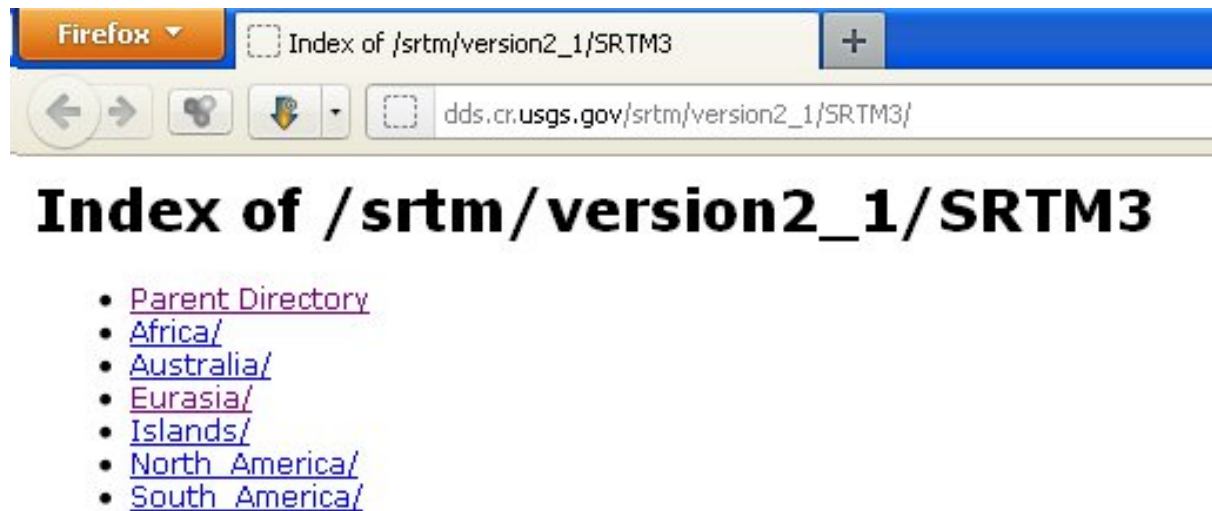 Firefox
Index of /srtm/version2_1/SRTM3
dds.cr.usgs.gov/srtm/version2_1/SRTM3/
Index of /srtm/version2_1/SRTM3
Parent Directory
Africa/
Australia/
Eurasia/
Islands/
North_America/
South_America/